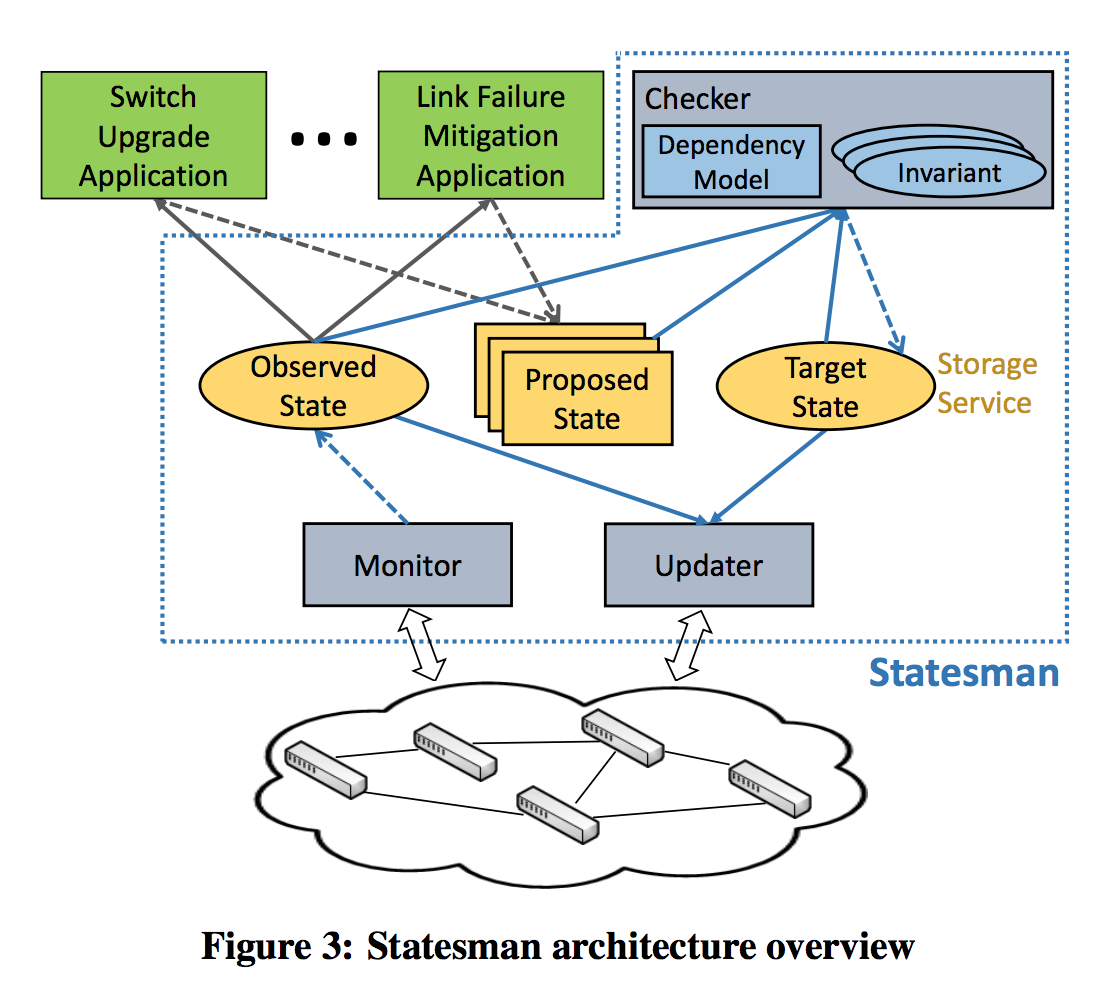 Switch
Upgrade
Application
Link Failure
Mitigation
Application
Checker
Dependency
Model
Invariant
Observed
State
Proposed
State
Target
State
Storage
Service
Monitor
Updater
Statesman
Figure 3: Statesman architecture overview